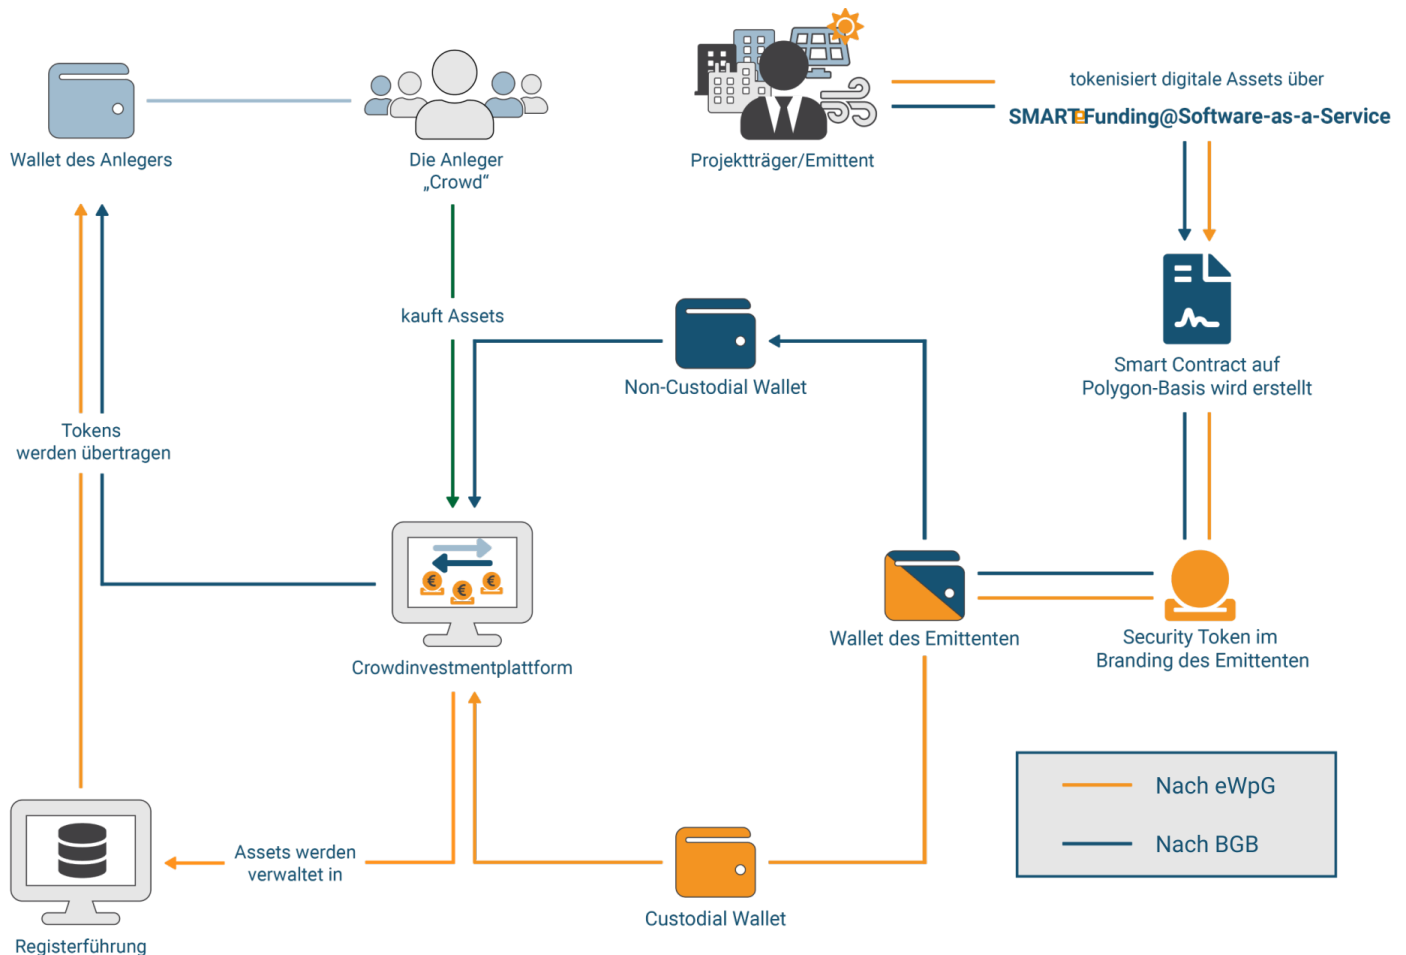 tokenisiert digitale Assets über
SMARTeFunding@Software-as-a-Service
Wallet des Anlegers
Die Anleger
„Crowd“
Projektträger/Emittent
kauft Assets
Non-Custodial Wallet
Smart Contract auf
Polygon-Basis wird erstellt
Tokens
werden übertragen
€ € €
Crowdinvestmentplattform
Wallet des Emittenten
Security Token im
Branding des Emittenten
Nach eWpG
Nach BGB
Assets werden
verwaltet in
Custodial Wallet
Registerführung